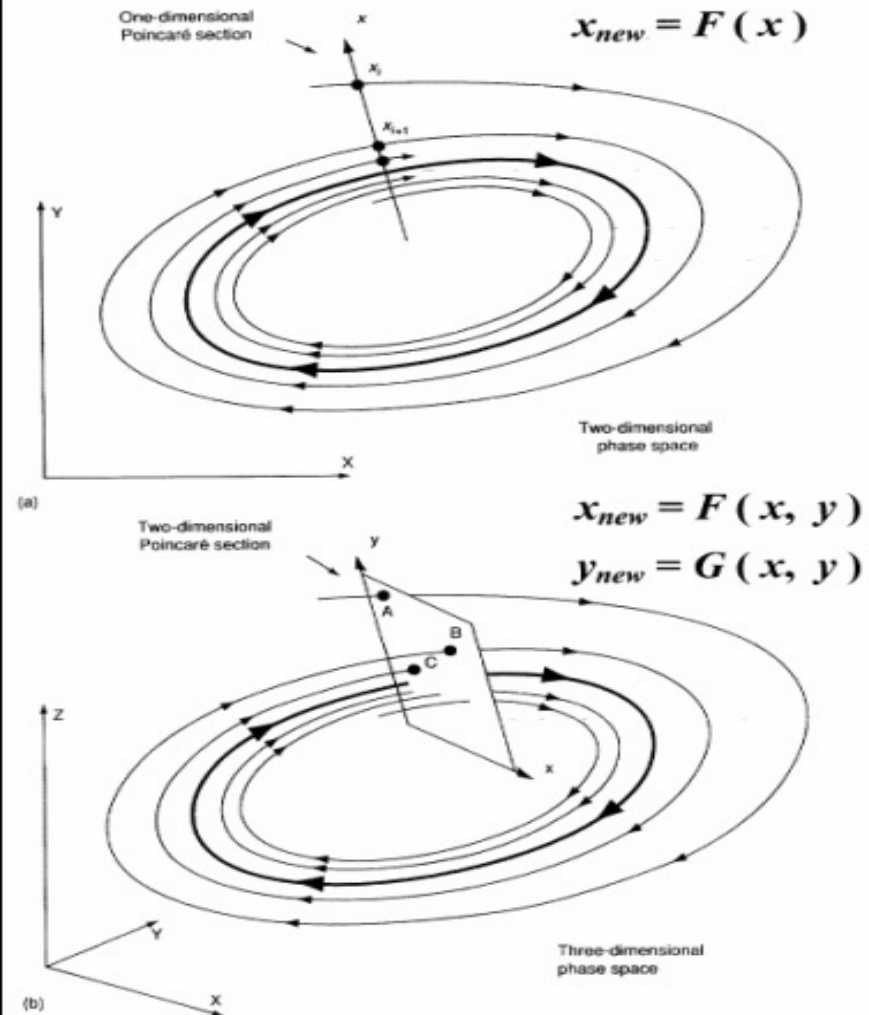 One-dimensional
Poincaré section
x
x_new = F ( x )
x_i
x_{i+1}
Y
X
Two-dimensional
phase space
(a)
x_new = F ( x, y )
y_new = G ( x, y )
Two-dimensional
Poincaré section
y
A
B
C
x
Z
Y
X
Three-dimensional
phase space
(b)